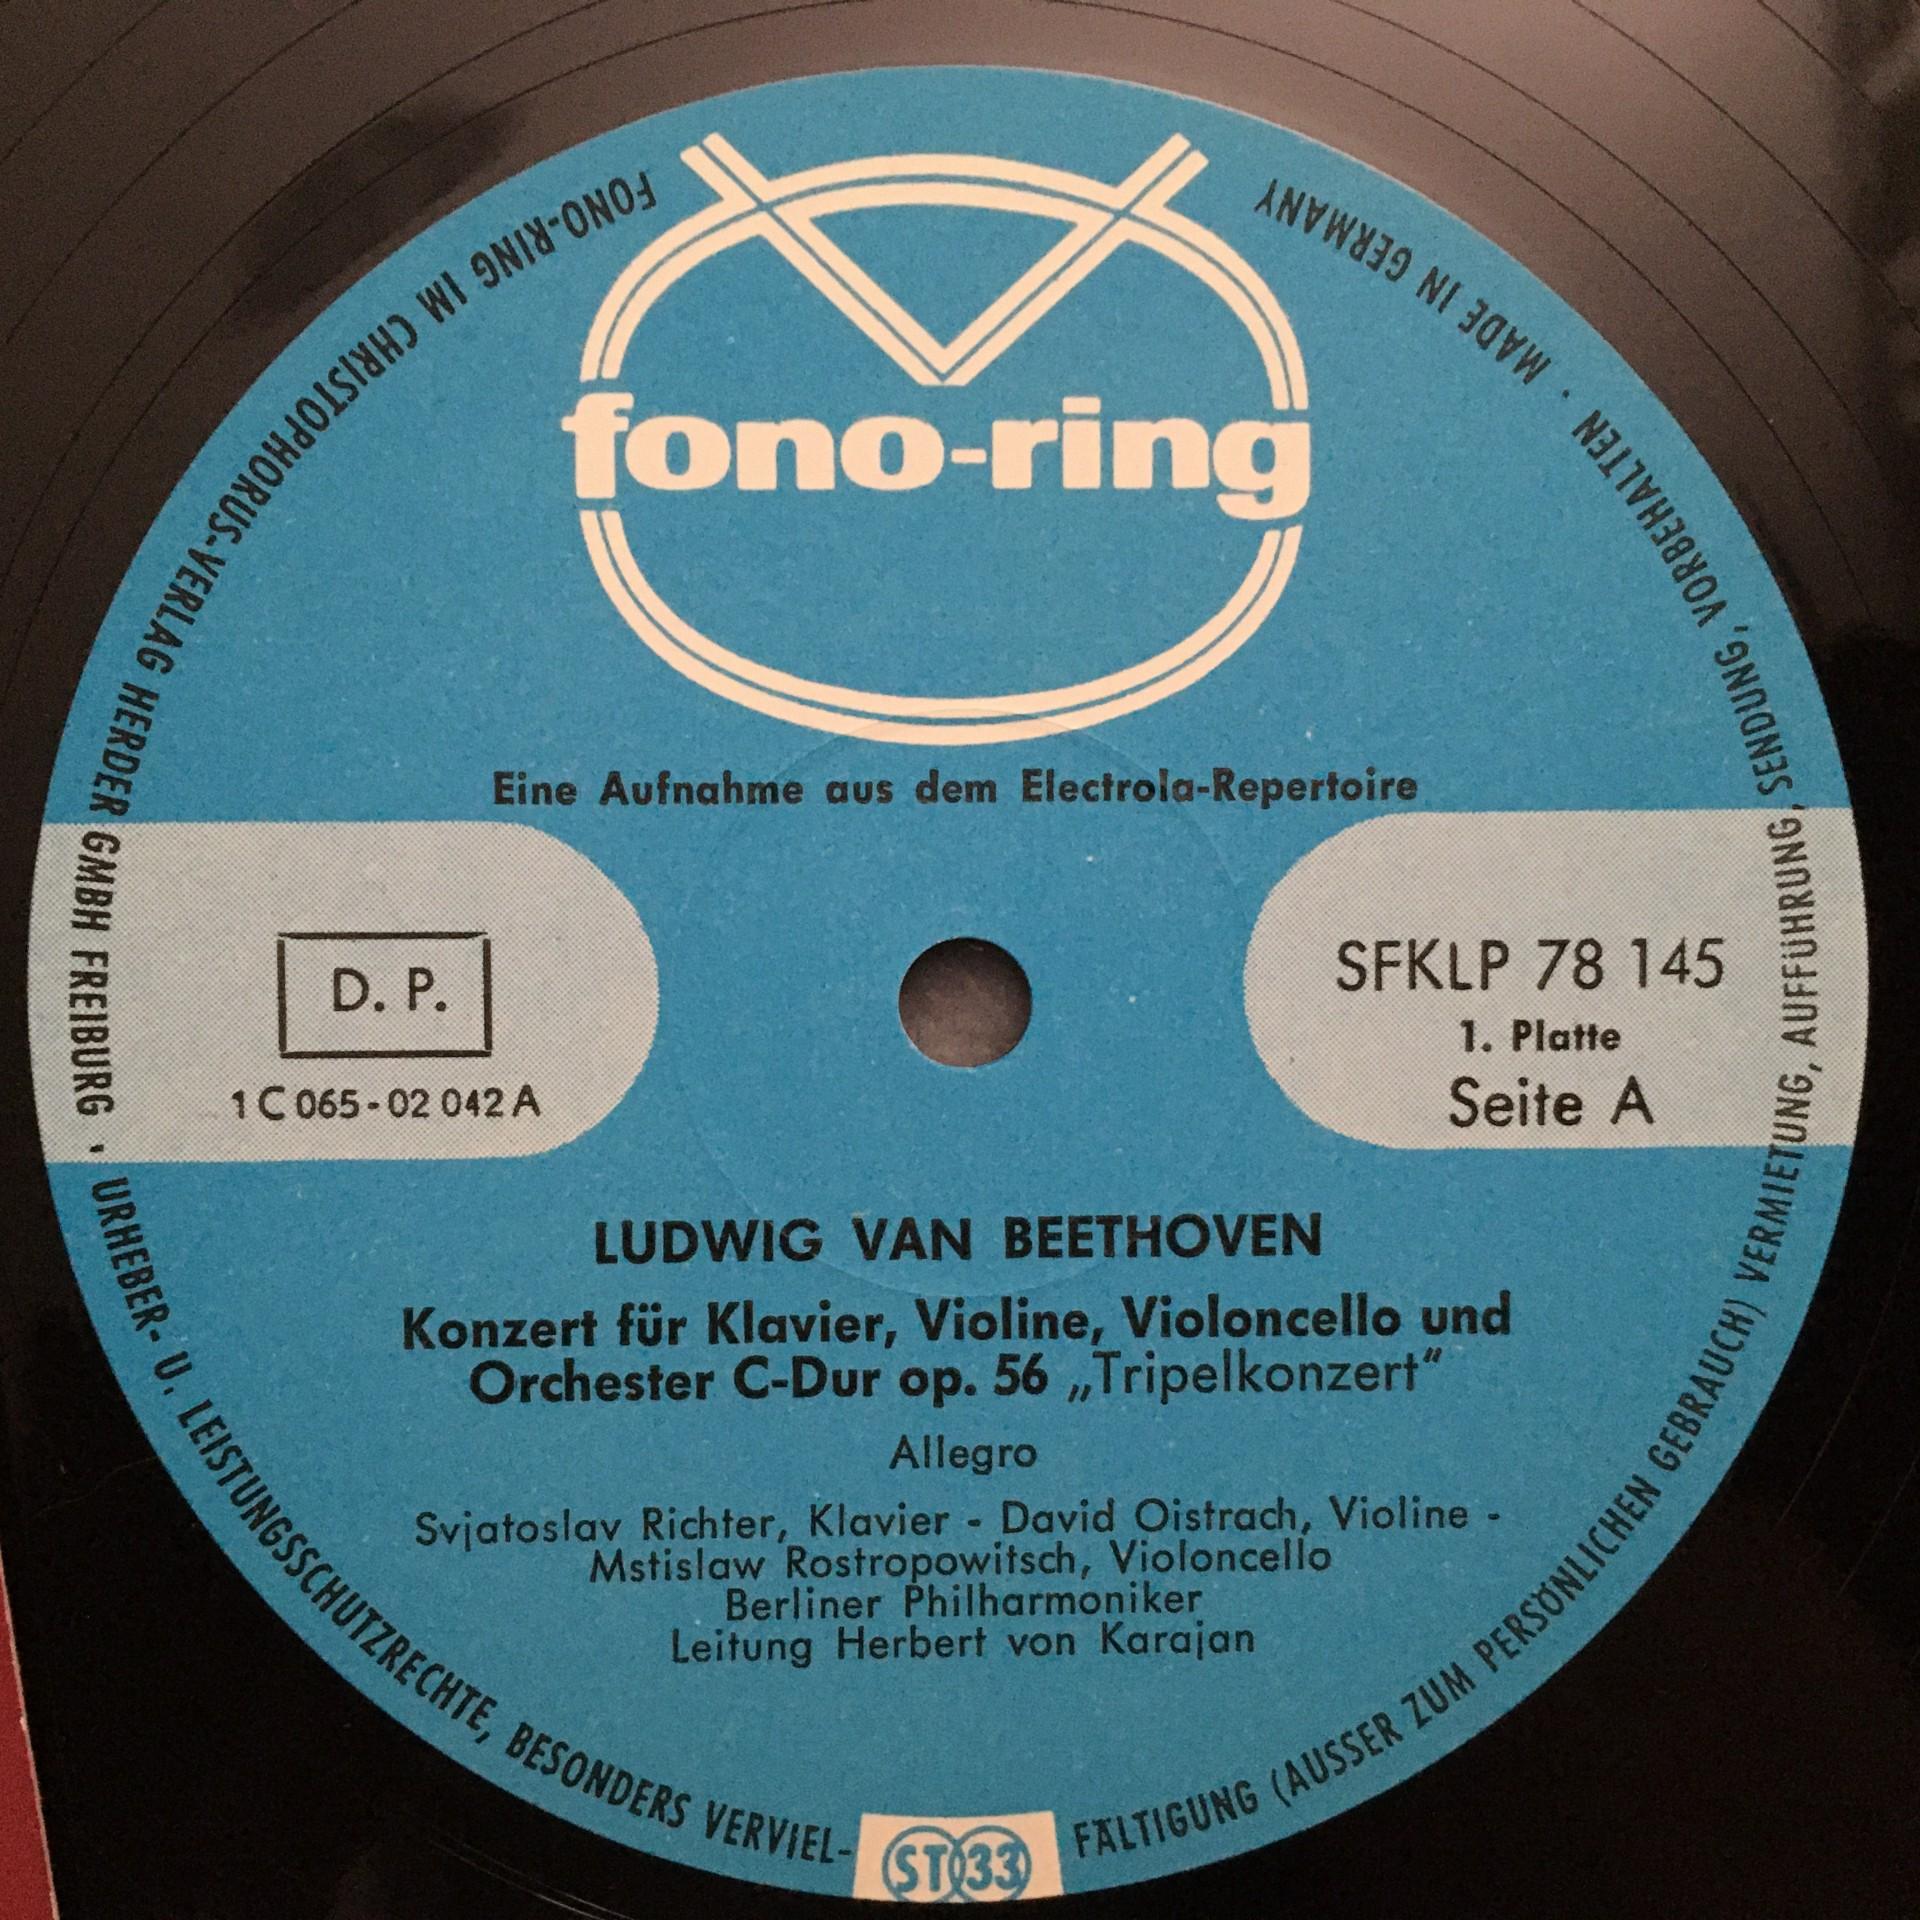 fono-ring
Eine Aufnahme aus dem Electrola-Repertoire
D. P.
1 C 065-02 042 A
SFKLP 78 145
1. Platte
Seite A
LUDWIG VAN BEETHOVEN
Konzert für Klavier, Violine, Violoncello und
Orchester C-Dur op. 56 „Tripelkonzert“
Allegro
Svjatoslav Richter, Klavier - David Oistrach, Violine -
Mstislaw Rostropowitsch, Violoncello
Berliner Philharmoniker
Leitung Herbert von Karajan
FONO-RING IM CHRISTOPHORUS-VERLAG HERDER GMBH FREIBURG · URHEBER- U. LEISTUNGSSCHUTZRECHTE, BESONDERS VERVIEL-
FÄLTIGUNG (AUSSER ZUM PERSÖNLICHEN GEBRAUCH) VERMIETUNG, AUFFÜHRUNG, SENDUNG, VORBEHALTEN · MADE IN GERMANY
ST 33